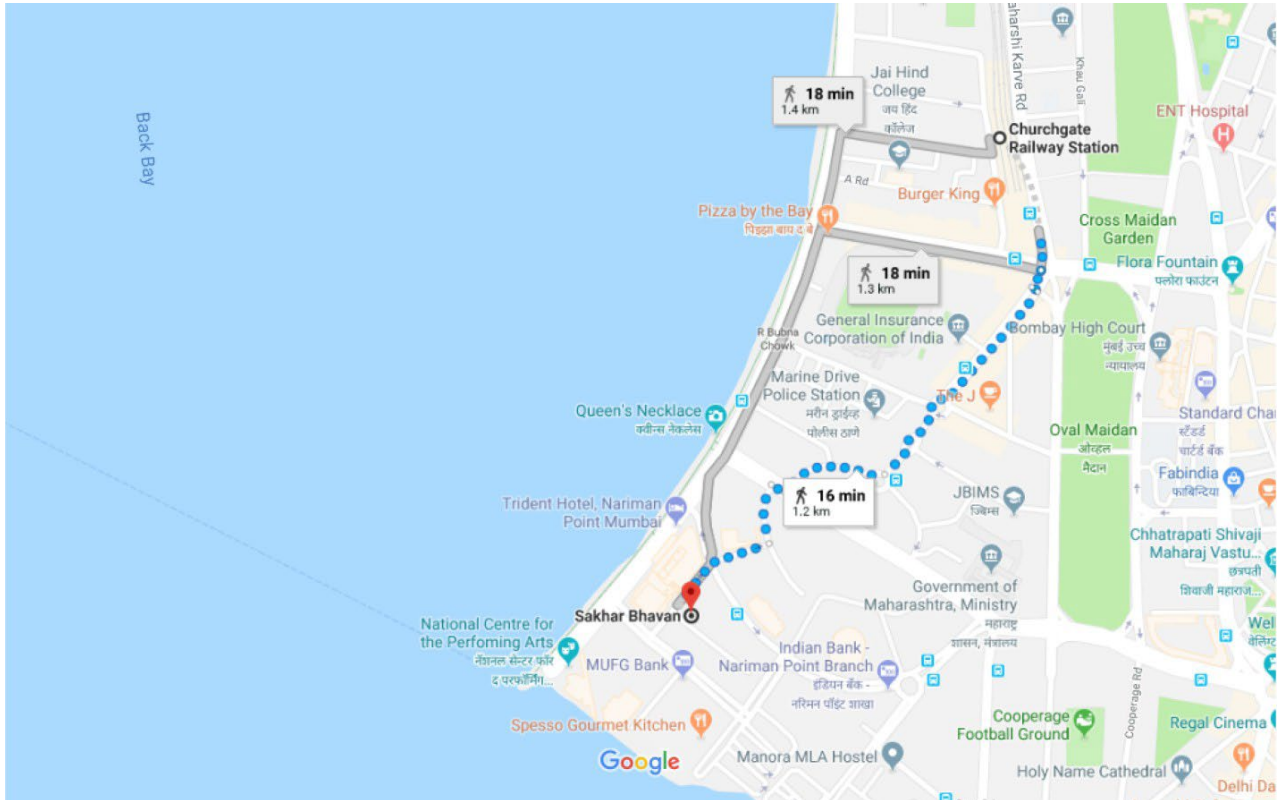 Back Bay
18 min
1.4 km
Jai Hind
College
जय हिंद
कॉलेज
Churchgate
Railway Station
Khau Gali
ENT Hospital
A Rd
Burger King
Pizza by the Bay
पिझ्झा बाय द बे
Cross Maidan
Garden
Flora Fountain
फ्लोरा फाउंटन
18 min
1.3 km
General Insurance
Corporation of India
Bombay High Court
मुंबई उच्च
न्यायालय
R Bubna
Chowk
Marine Drive
Police Station
मरीन ड्राईव्ह
पोलीस ठाणे
The J
Queen's Necklace
क्वीन्स नेकलेस
Standard Cha
स्टँडर्ड
चार्टर्ड बँक
Oval Maidan
ओव्हल
मैदान
Fabindia
फाबिन्दिया
16 min
1.2 km
JBIMS
Trident Hotel, Nariman
Point Mumbai
Chhatrapati Shivaji
Maharaj Vastu...
छत्रपती
शिवाजी महाराज...
Government of
Maharashtra, Ministry
महाराष्ट्र
शासन, मंत्रालय
Sakhar Bhavan
National Centre for
the Perfoming Arts
नॅशनल सेन्टर फॉर
द परफॉर्मिंग...
MUFG Bank
Indian Bank -
Nariman Point Branch
इंडियन बँक -
नरिमन पॉइंट शाखा
Wel
Cooperage Rd
Spesso Gourmet Kitchen
Cooperage
Football Ground
Regal Cinema
Google
Manora MLA Hostel
Holy Name Cathedral
Delhi Da